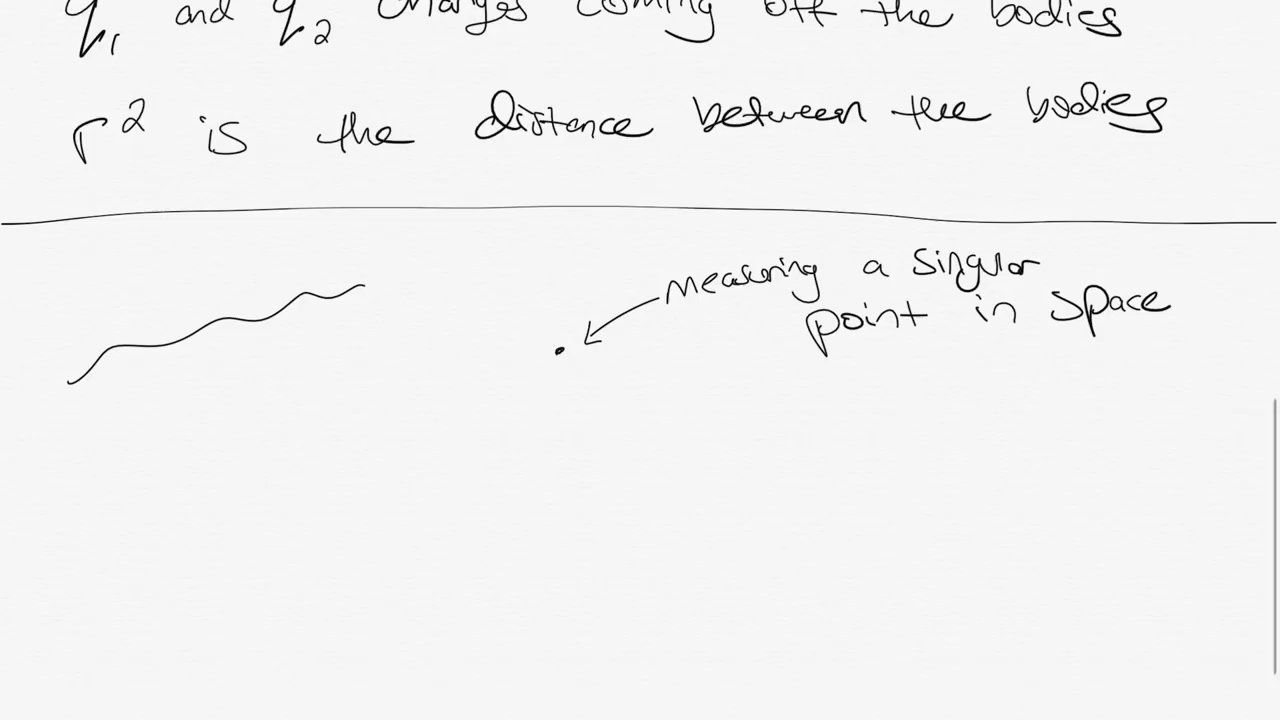 q₁ and q₂ charges coming off the bodies
r² is the distance between the bodies
measuring a singular
point in space